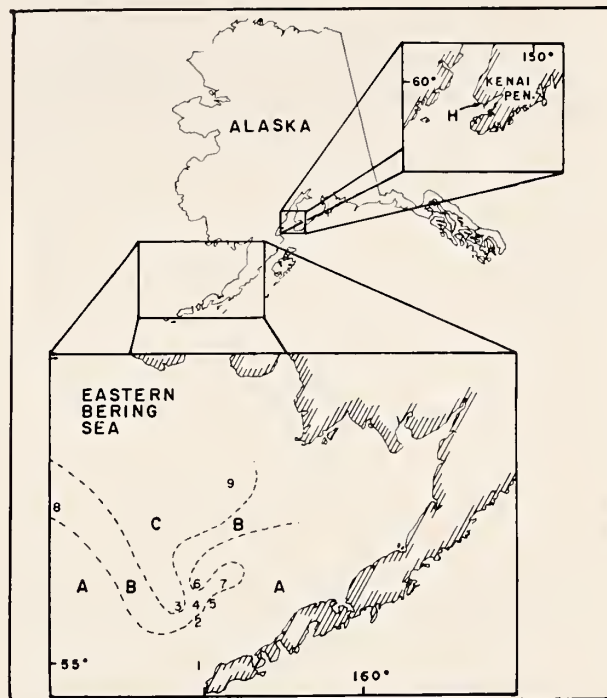 ALASKA
150°
60°
KENAI
PEN.
H
EASTERN
BERING
SEA
9
8
C
B
A
B
6
7
A
3
4
5
2
55°
1
160°